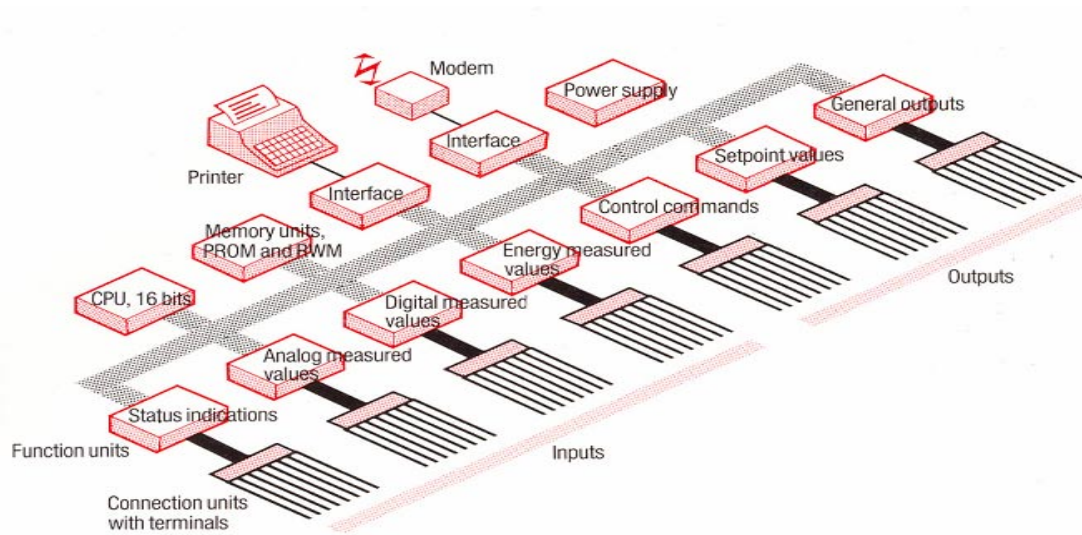 Modem
Power supply
General outputs
Interface
Setpoint values
Printer
Interface
Control commands
Memory units,
PROM and RWM
Energy measured
values
Outputs
CPU, 16 bits
Digital measured
values
Analog measured
values
Status indications
Function units
Inputs
Connection units
with terminals